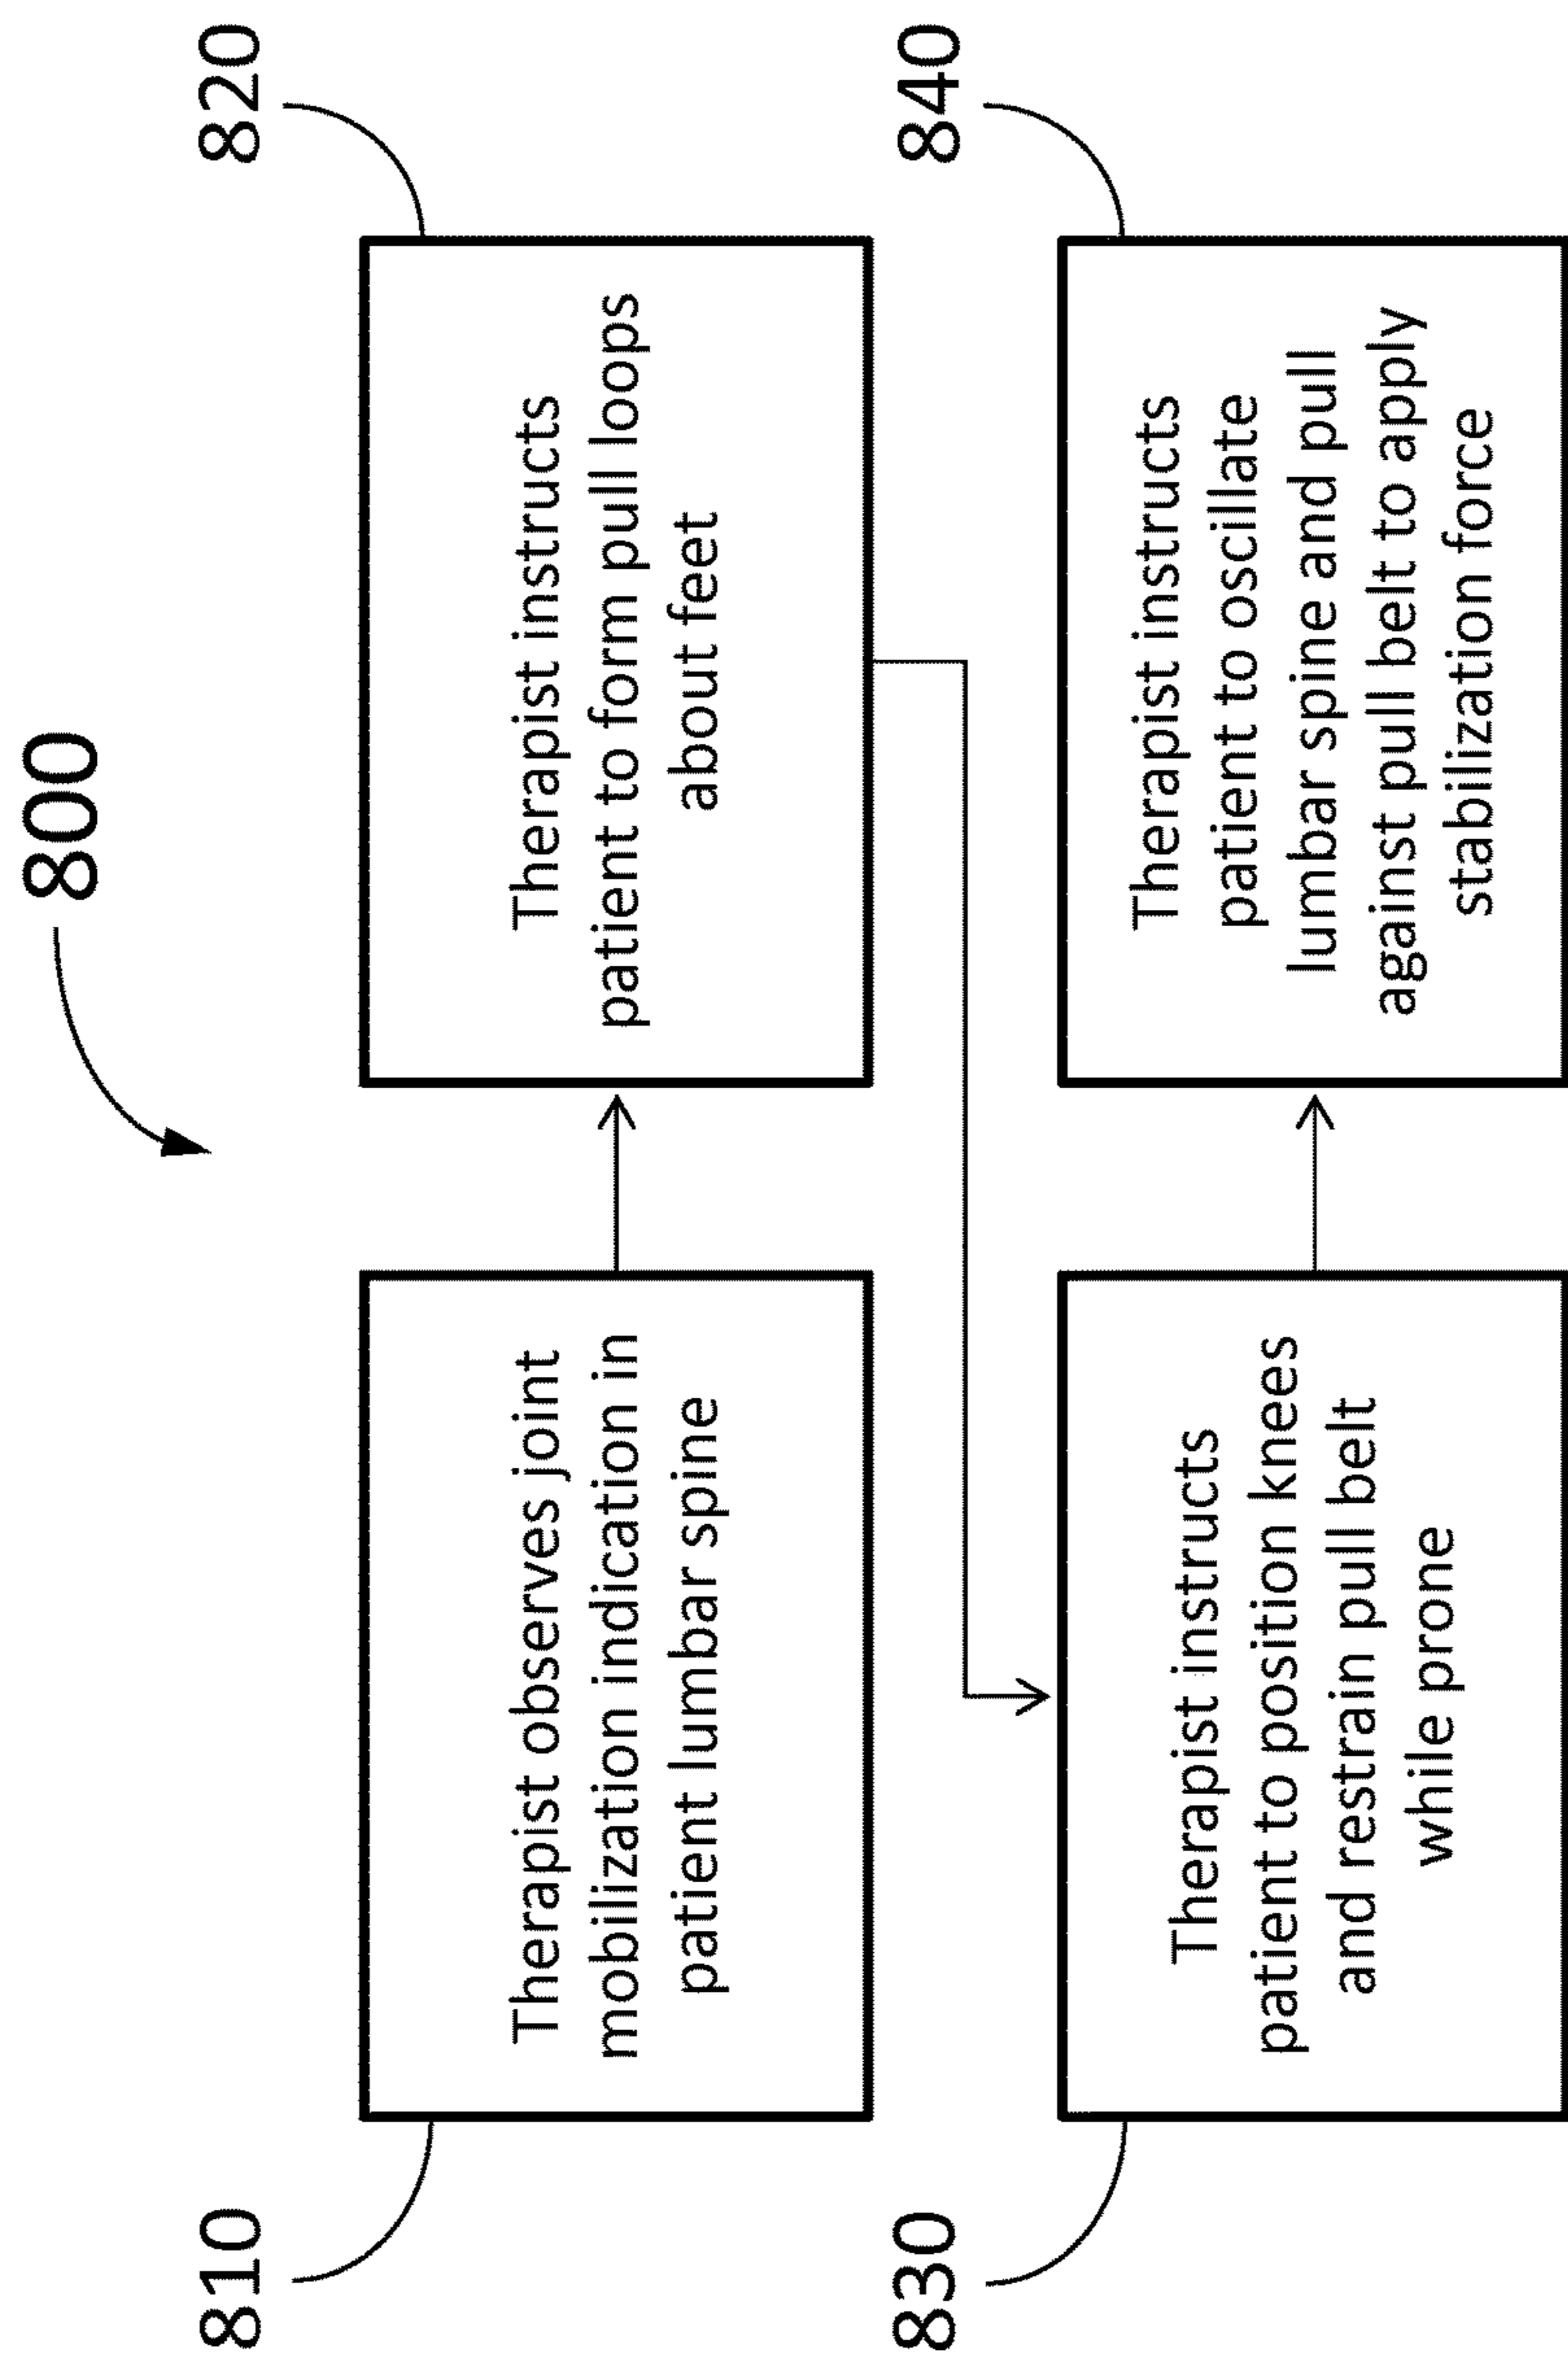 800
810
Therapist observes joint
mobilization indication in
patient lumbar spine
820
Therapist instructs
patient to form pull loops
about feet
830
Therapist instructs
patient to position knees
and restrain pull belt
while prone
840
Therapist instructs
patient to oscillate
lumbar spine and pull
against pull belt to apply
stabilization force